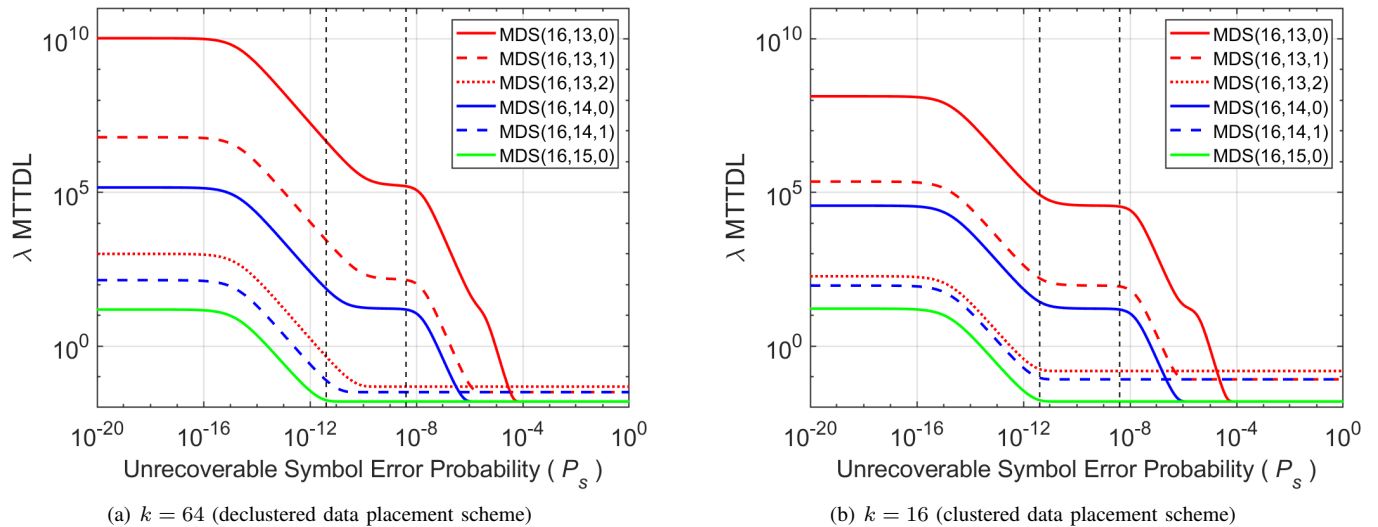 10^10
10^5
10^0
λ MTTDL
MDS(16,13,0)
MDS(16,13,1)
MDS(16,13,2)
MDS(16,14,0)
MDS(16,14,1)
MDS(16,15,0)
10^-20
10^-16
10^-12
10^-8
10^-4
10^0
Unrecoverable Symbol Error Probability ( P_s )
(a) k = 64 (declustered data placement scheme)
10^10
10^5
10^0
λ MTTDL
MDS(16,13,0)
MDS(16,13,1)
MDS(16,13,2)
MDS(16,14,0)
MDS(16,14,1)
MDS(16,15,0)
10^-20
10^-16
10^-12
10^-8
10^-4
10^0
Unrecoverable Symbol Error Probability ( P_s )
(b) k = 16 (clustered data placement scheme)